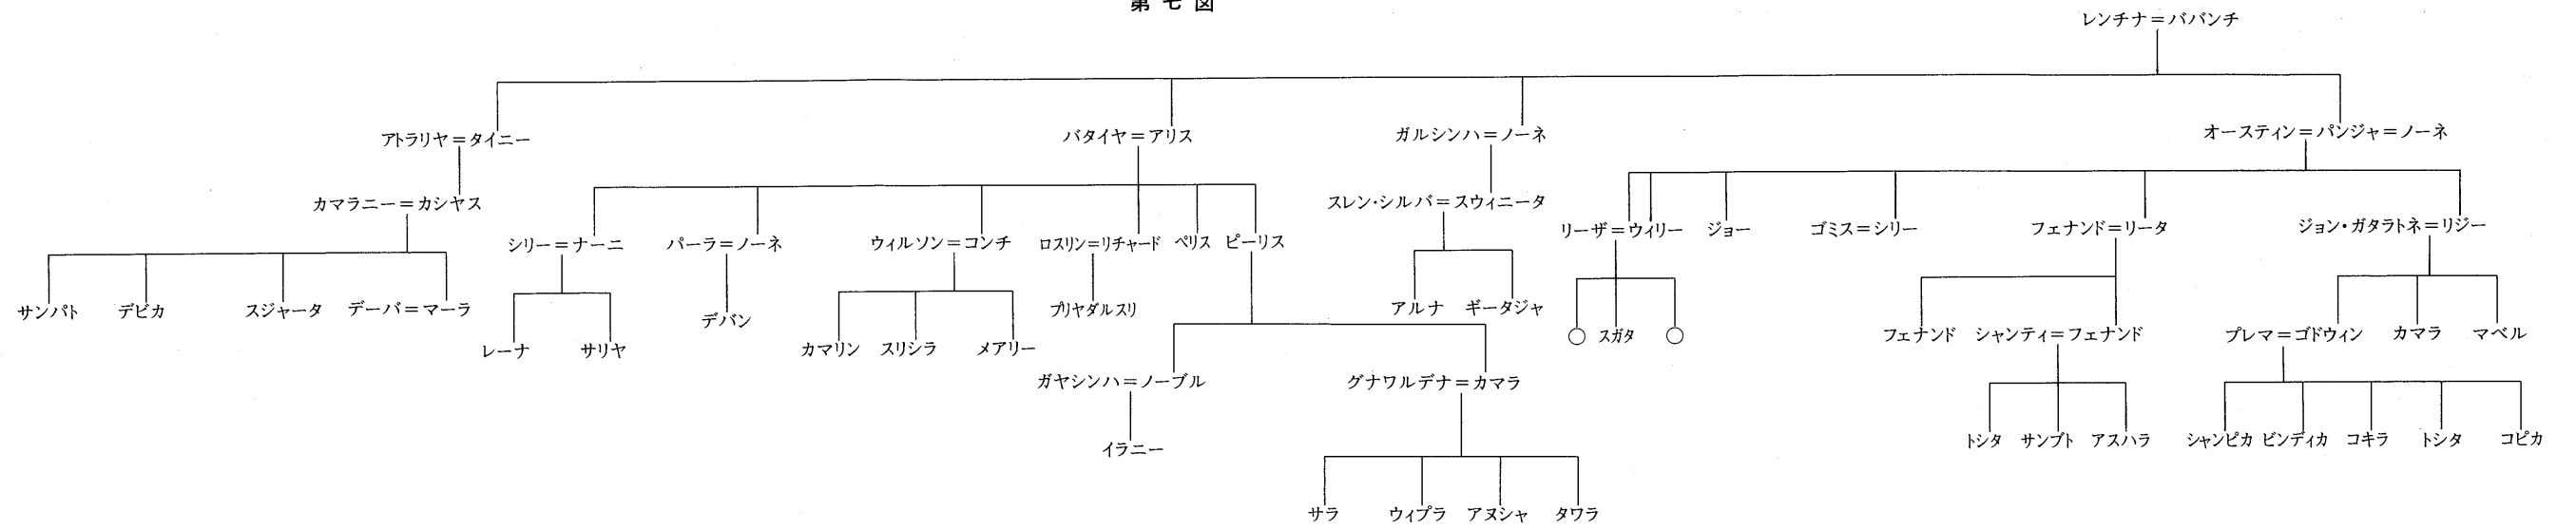 第七図
レンチナ＝ババンチ
アトラリヤ＝タイニー　バタイヤ＝アリス　ガルシンハ＝ノーネ　オースティン＝パンジャ＝ノーネ
カマラニー＝カシヤス　スレン・シルバ＝スウィニータ
シリー＝ナーニ　パーラ＝ノーネ　ウィルソン＝コンチ　ロスリン＝リチャード　ペリス　ピーリス　リーザ＝ウィリー　ジョー　ゴミス＝シリー　フェナンド＝リータ　ジョン・ガタラトネ＝リジー
サンパト　デビカ　スジャータ　デーバ＝マーラ　デバン　プリヤダルスリ　アルナ　ギータジャ
レーナ　サリヤ　カマリン　スリシラ　メアリー　スガタ　フェナンド　シャンティ＝フェナンド　プレマ＝ゴドウィン　カマラ　マベル
ガヤシンハ＝ノーブル　グナワルデナ＝カマラ
イラニー　トシタ　サンブト　アスハラ　シャンピカ　ビンディカ　コキラ　トシタ　コピカ
サラ　ウィプラ　アヌシャ　タワラ